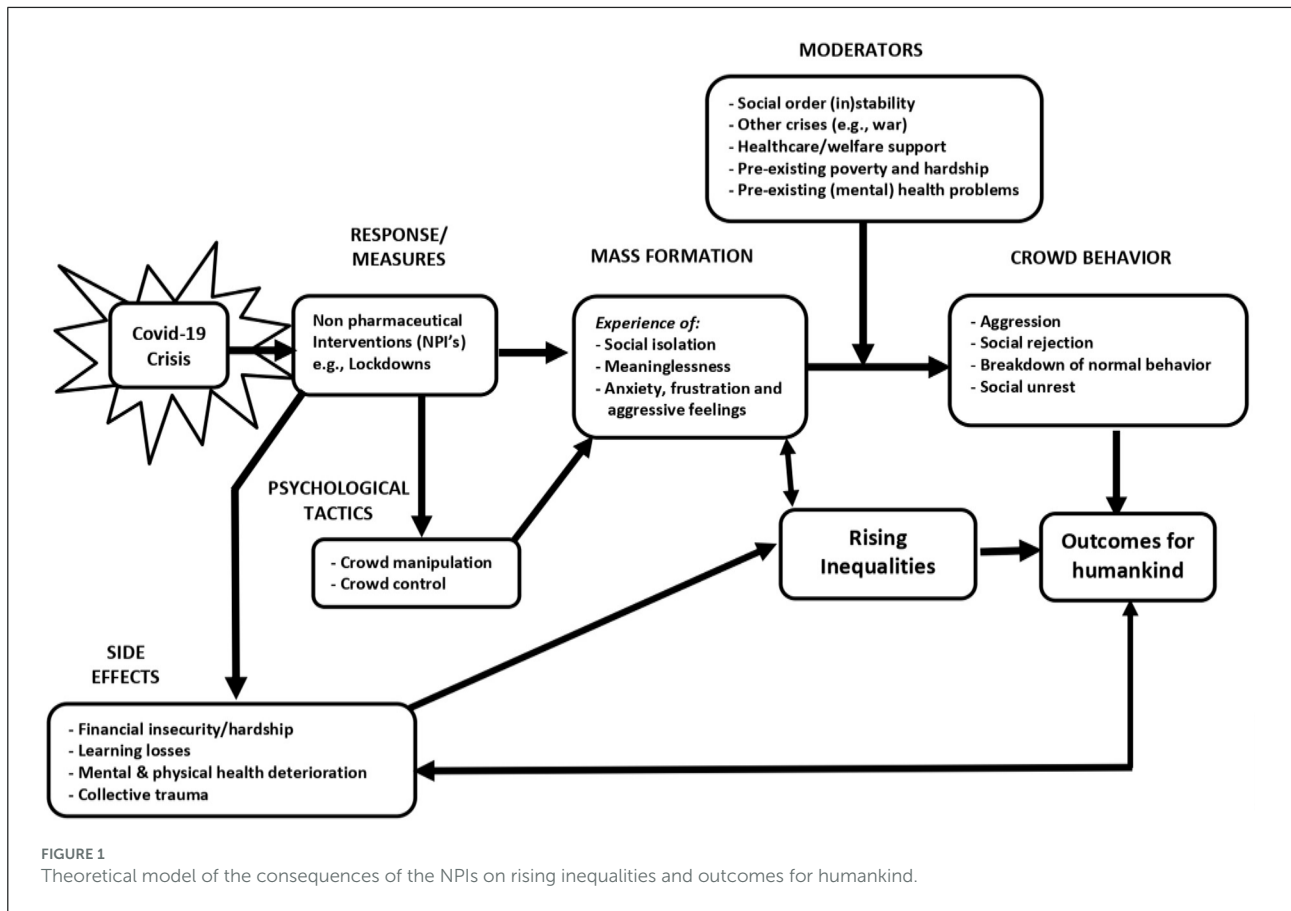 MODERATORS
- Social order (in)stability
- Other crises (e.g., war)
- Healthcare/welfare support
- Pre-existing poverty and hardship
- Pre-existing (mental) health problems
RESPONSE/
MEASURES
MASS FORMATION
CROWD BEHAVIOR
Covid-19
Crisis
Non pharmaceutical
Interventions (NPI's)
e.g., Lockdowns
Experience of:
- Social isolation
- Meaninglessness
- Anxiety, frustration and
aggressive feelings
- Aggression
- Social rejection
- Breakdown of normal behavior
- Social unrest
PSYCHOLOGICAL
TACTICS
- Crowd manipulation
- Crowd control
Rising
Inequalities
Outcomes for
humankind
SIDE
EFFECTS
- Financial insecurity/hardship
- Learning losses
- Mental & physical health deterioration
- Collective trauma
FIGURE 1
Theoretical model of the consequences of the NPIs on rising inequalities and outcomes for humankind.